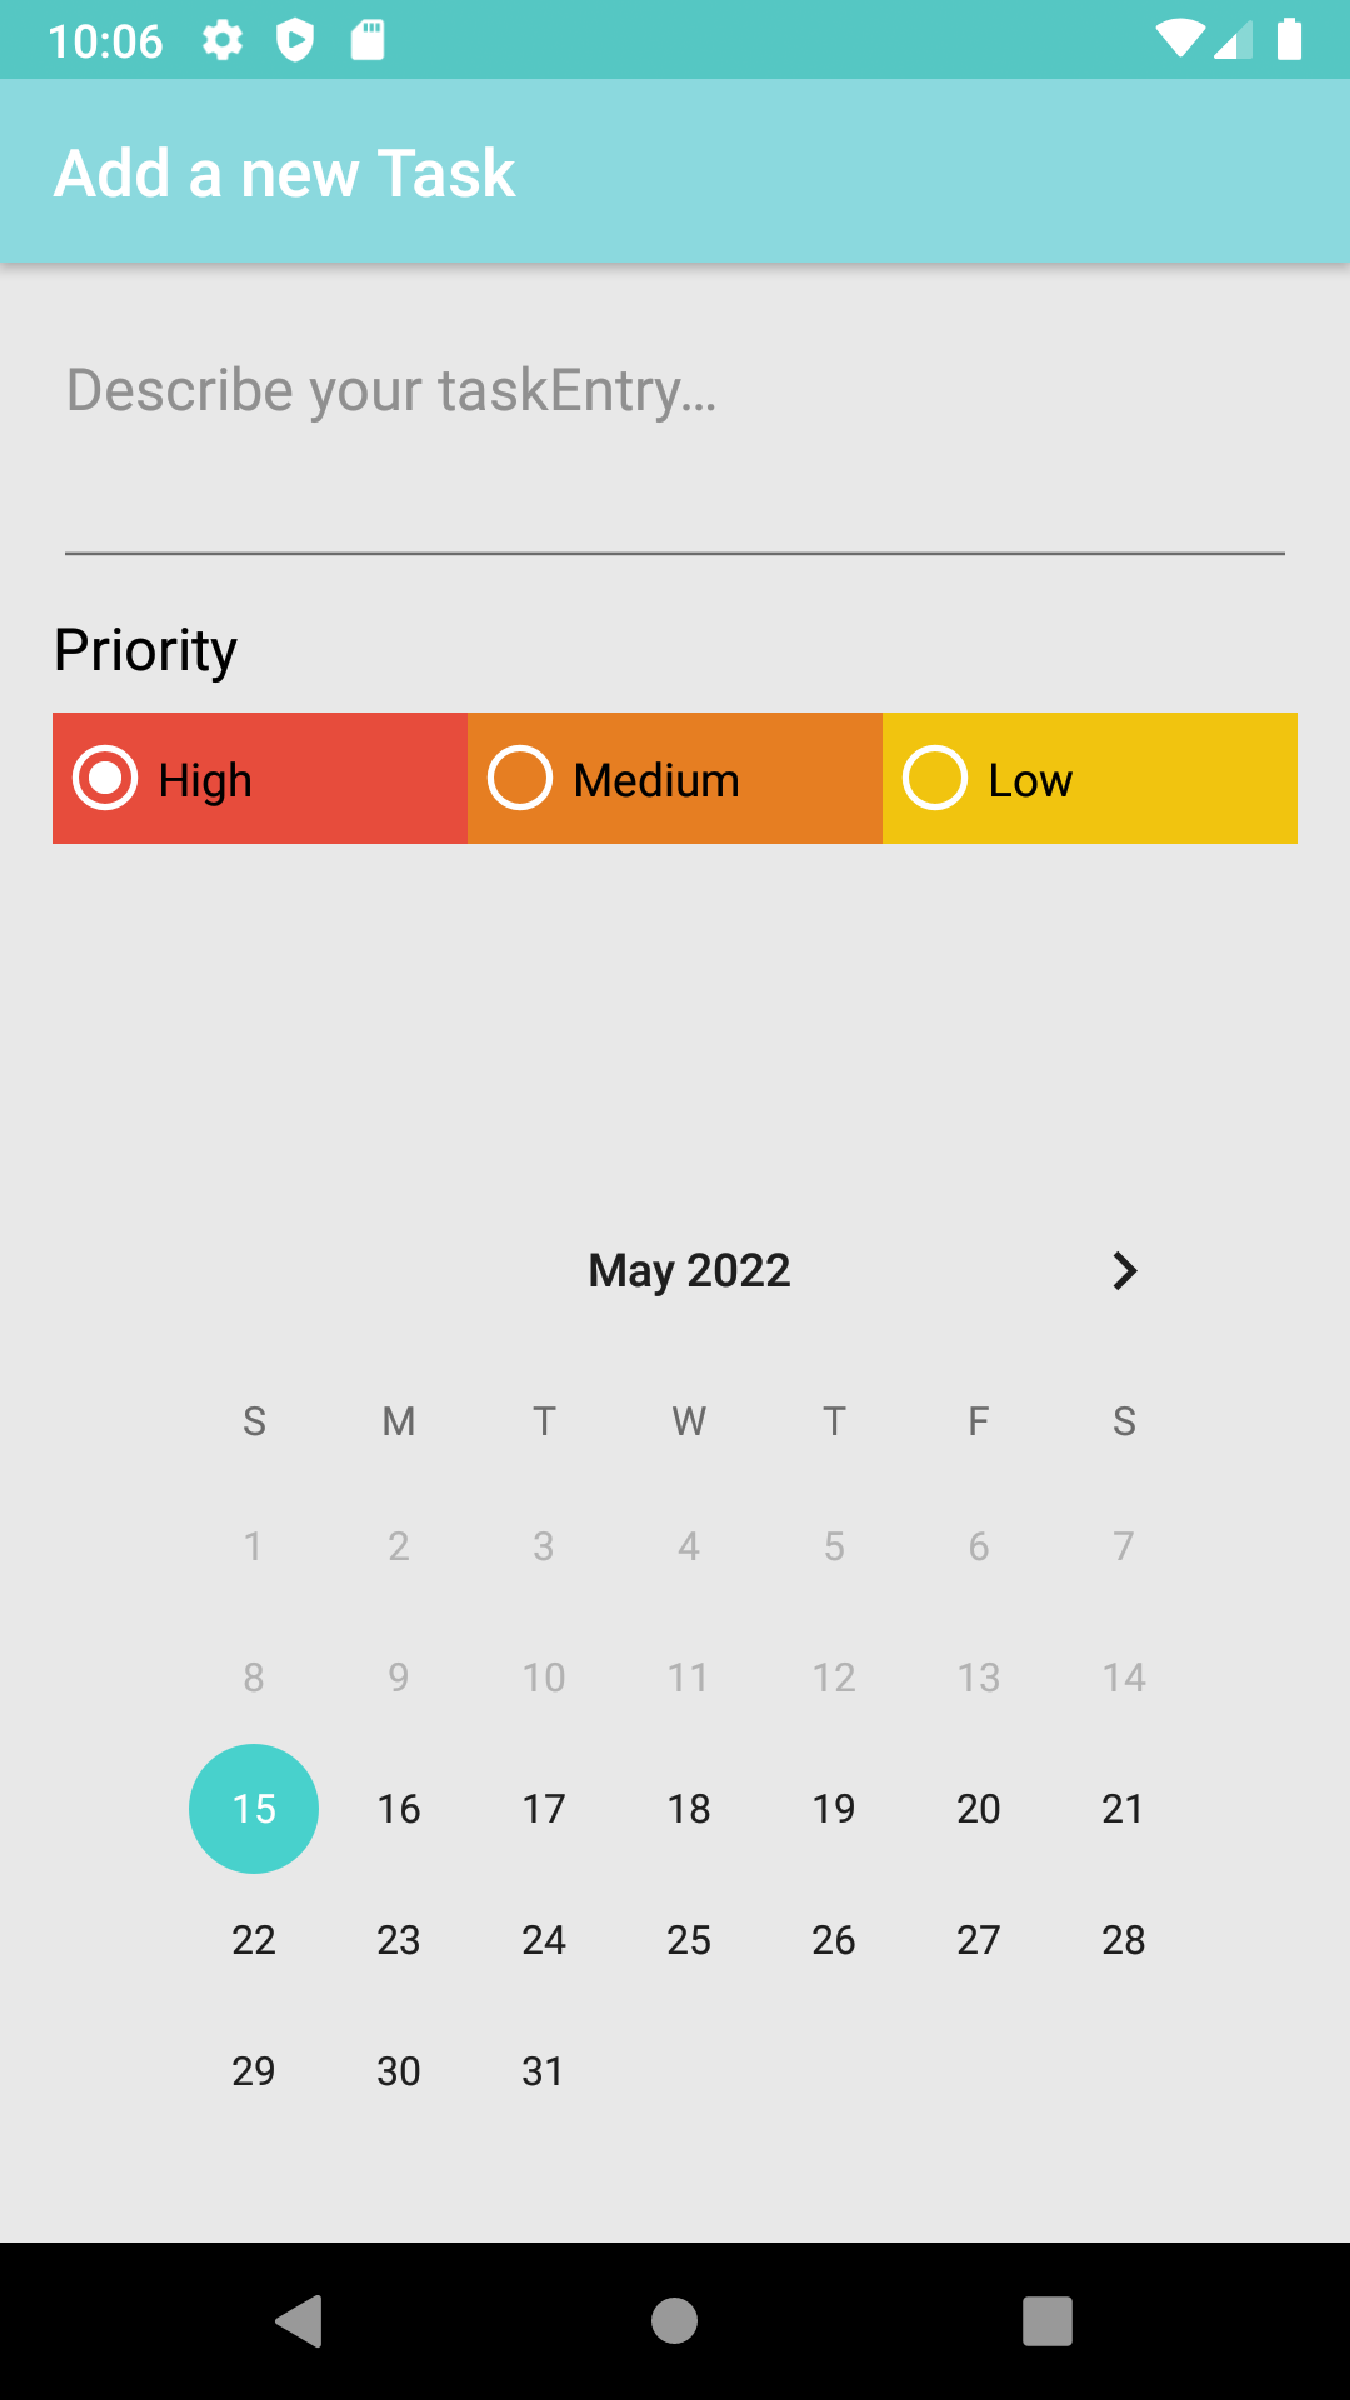 10:06
Add a new Task
Describe your taskEntry...
Priority
High Medium Low
May 2022
S M T W T F S
1 2 3 4 5 6 7
8 9 10 11 12 13 14
15 16 17 18 19 20 21
22 23 24 25 26 27 28
29 30 31